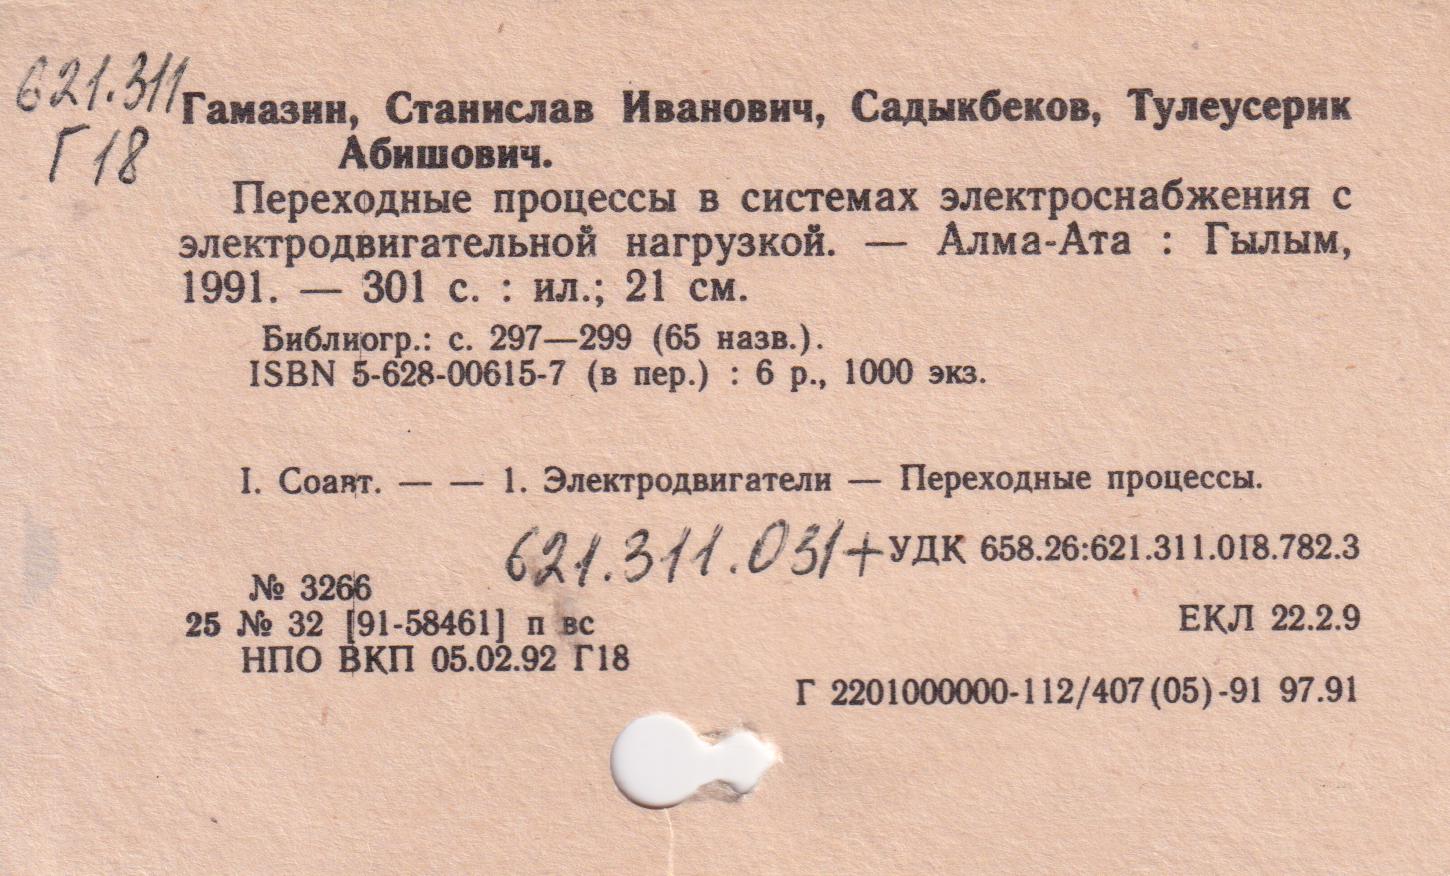 621.311
Г18
Гамазин, Станислав Иванович, Садыкбеков, Тулеусерик
Абишович.
Переходные процессы в системах электроснабжения с
электродвигательной нагрузкой. — Алма-Ата : Гылым,
1991. — 301 с. : ил.; 21 см.
Библиогр.: с. 297—299 (65 назв.).
ISBN 5-628-00615-7 (в пер.) : 6 р., 1000 экз.
I. Соавт. — — 1. Электродвигатели — Переходные процессы.
621.311.031+ УДК 658.26:621.311.018.782.3
№ 3266
25 № 32 [91-58461] п вс
ЕКЛ 22.2.9
НПО ВКП 05.02.92 Г18
Г 2201000000-112/407(05)-91 97.91